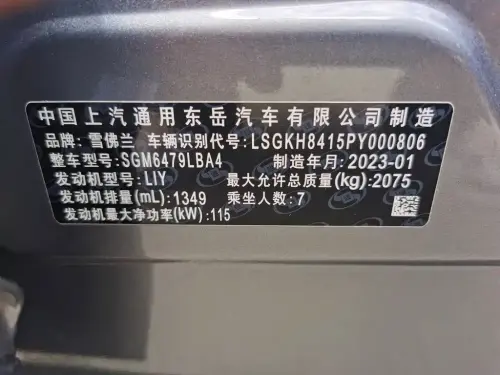 中国上汽通用东岳汽车有限公司制造
品牌:雪佛兰 车辆识别代号:LSGKH8415PY000806
整车型号:SGM6479LBA4 制造年月:2023-01
发动机型号:LIY 最大允许总质量(kg):2075
发动机排量(mL):1349 乘坐人数:7
发动机最大净功率(kW):115